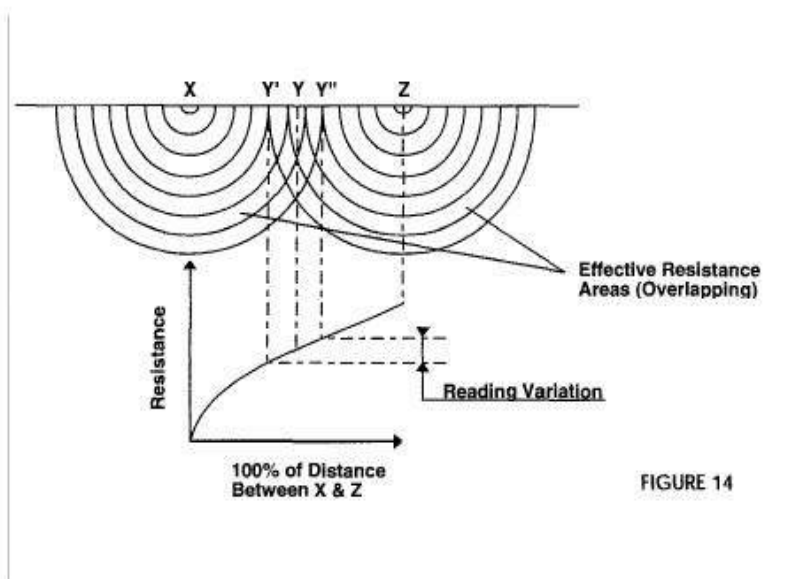 X Y' Y Y" Z
Effective Resistance
Areas (Overlapping)
Resistance
Reading Variation
100% of Distance
Between X & Z
FIGURE 14